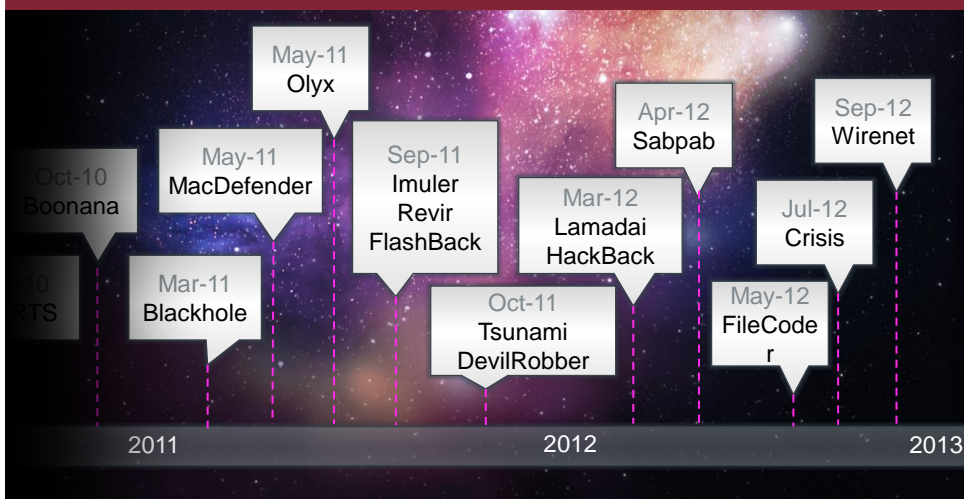 Oct-10
Boonana
-10
RTS
Mar-11
Blackhole
May-11
MacDefender
May-11
Olyx
Sep-11
Imuler
Revir
FlashBack
Oct-11
Tsunami
DevilRobber
Mar-12
Lamadai
HackBack
Apr-12
Sabpab
May-12
FileCode
r
Jul-12
Crisis
Sep-12
Wirenet
2011
2012
2013